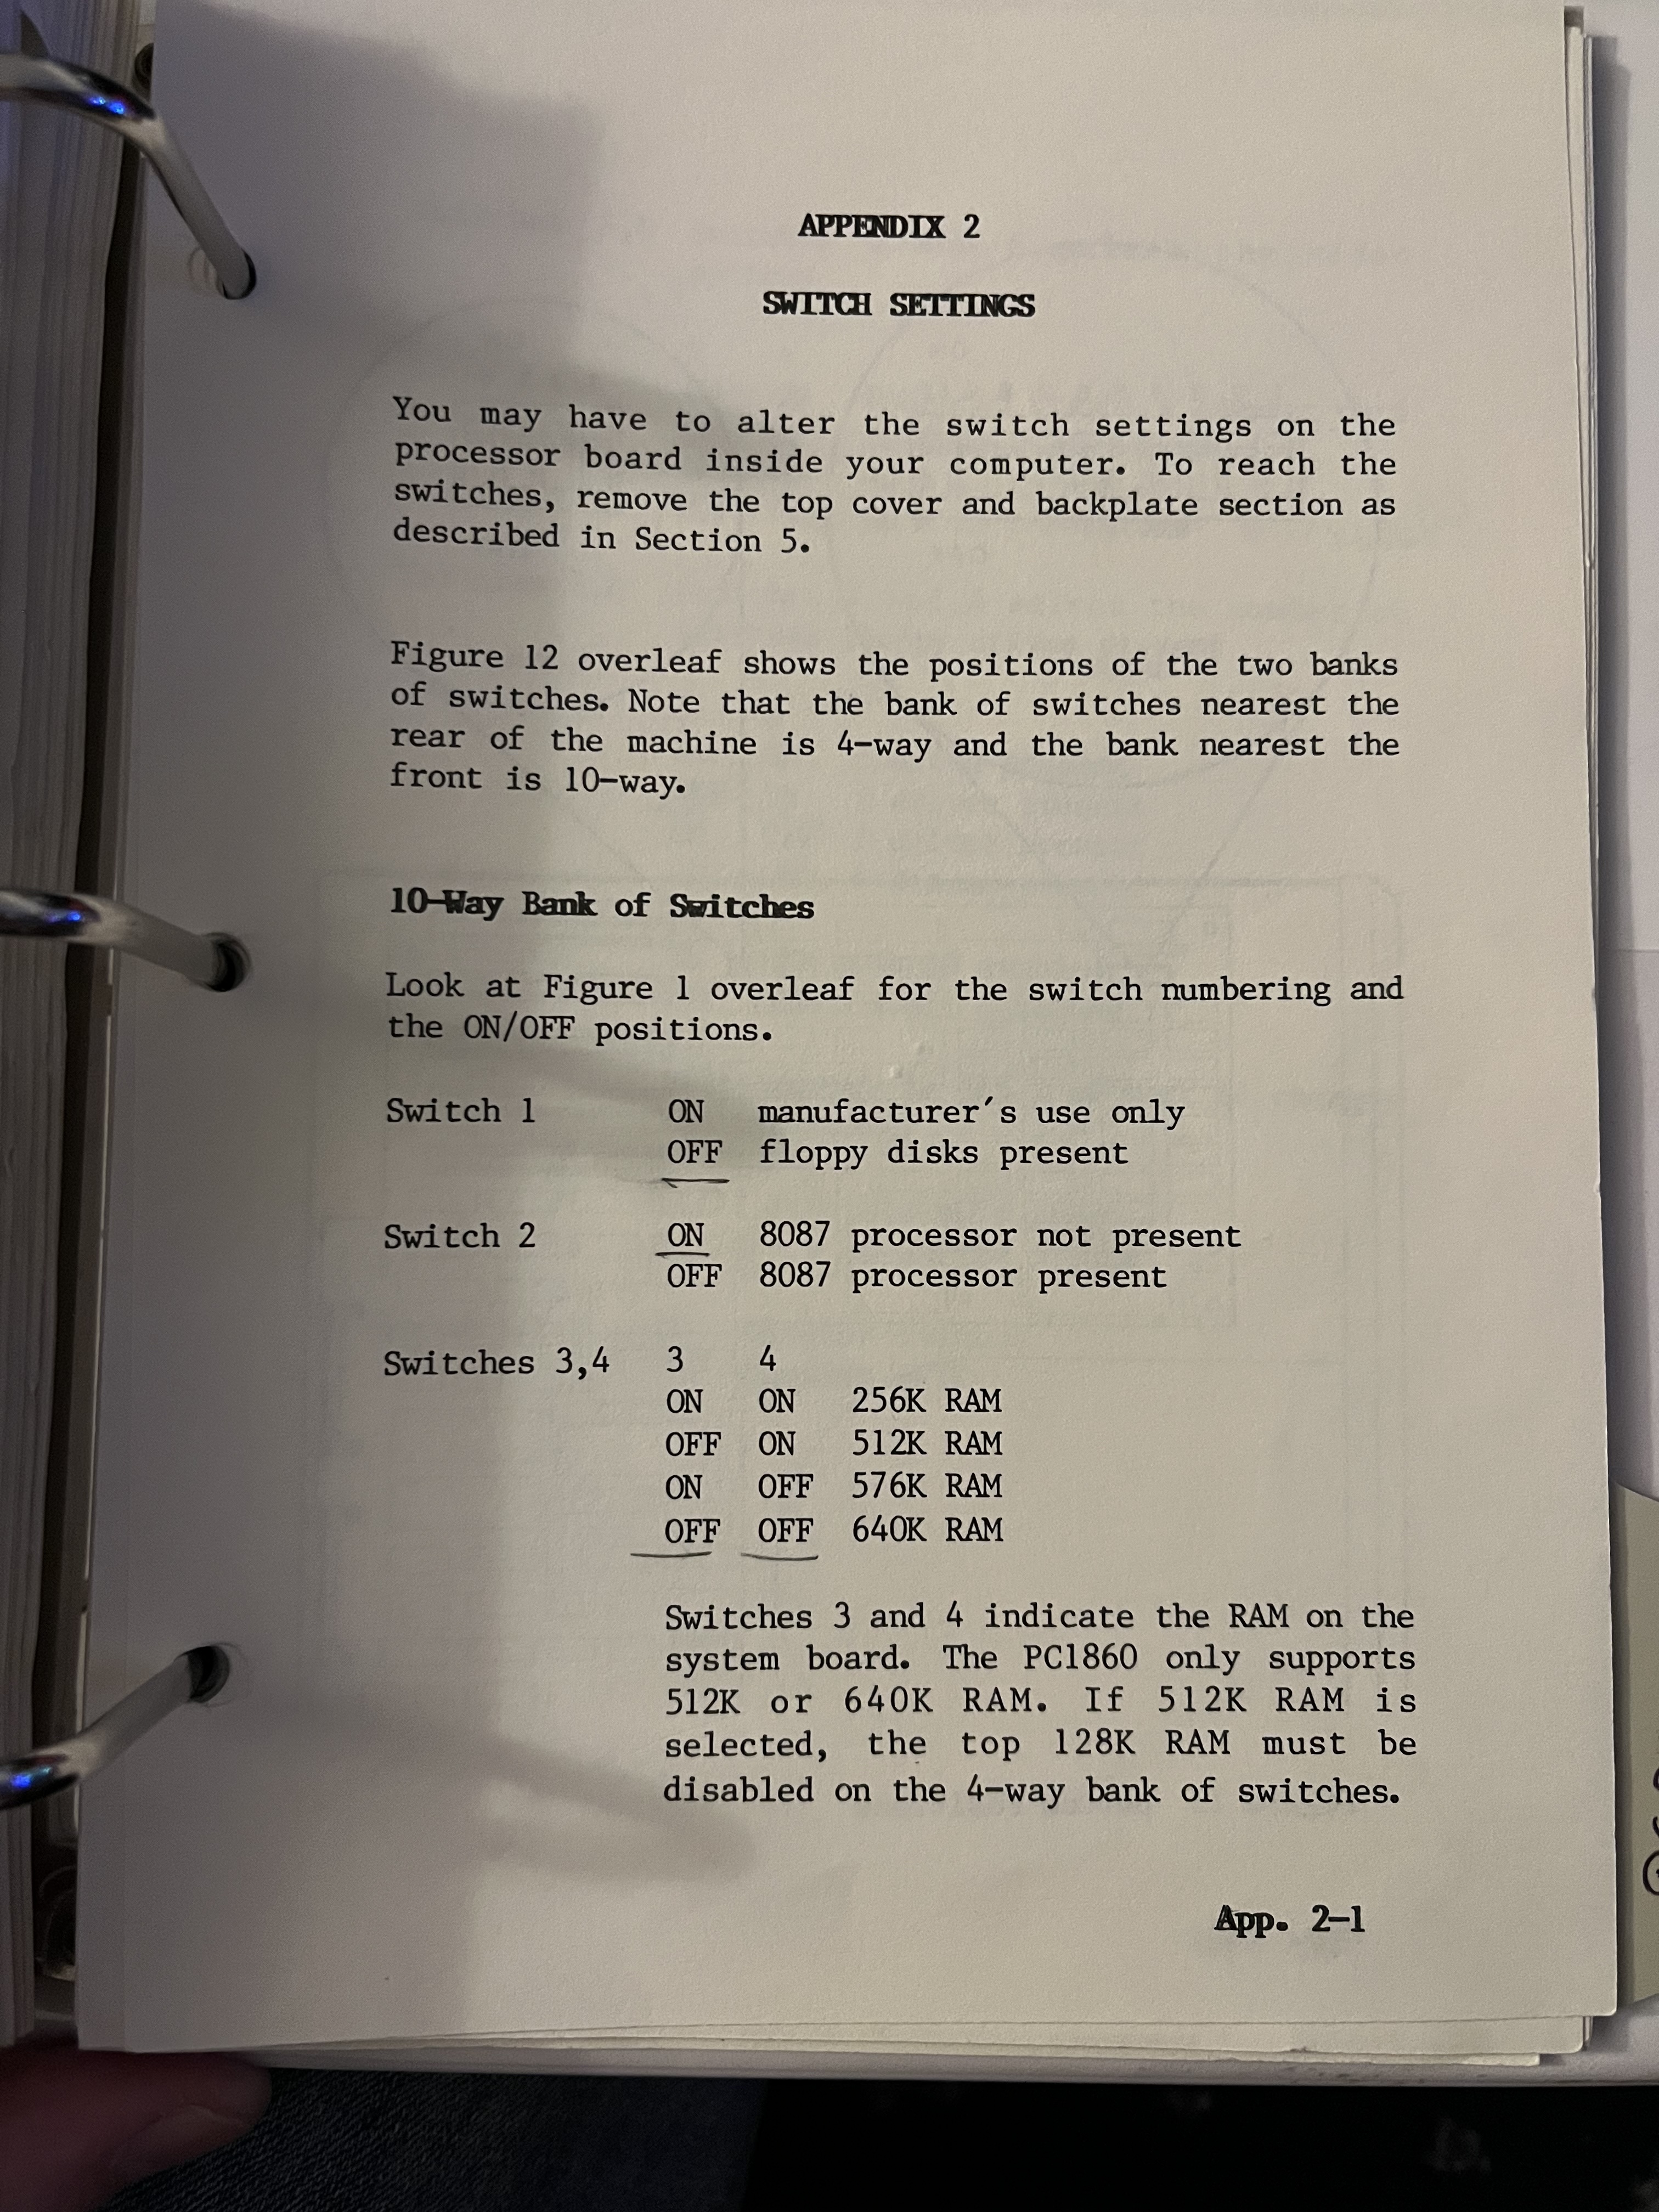 APPENDIX 2
SWITCH SETTINGS
You may have to alter the switch settings on the
processor board inside your computer. To reach the
switches, remove the top cover and backplate section as
described in Section 5.
Figure 12 overleaf shows the positions of the two banks
of switches. Note that the bank of switches nearest the
rear of the machine is 4-way and the bank nearest the
front is 10-way.
10-Way Bank of Switches
Look at Figure 1 overleaf for the switch numbering and
the ON/OFF positions.
Switch 1 ON manufacturer's use only
OFF floppy disks present
Switch 2 ON 8087 processor not present
OFF 8087 processor present
Switches 3,4 3 4
ON ON 256K RAM
OFF ON 512K RAM
ON OFF 576K RAM
OFF OFF 640K RAM
Switches 3 and 4 indicate the RAM on the
system board. The PC1860 only supports
512K or 640K RAM. If 512K RAM is
selected, the top 128K RAM must be
disabled on the 4-way bank of switches.
App. 2-1